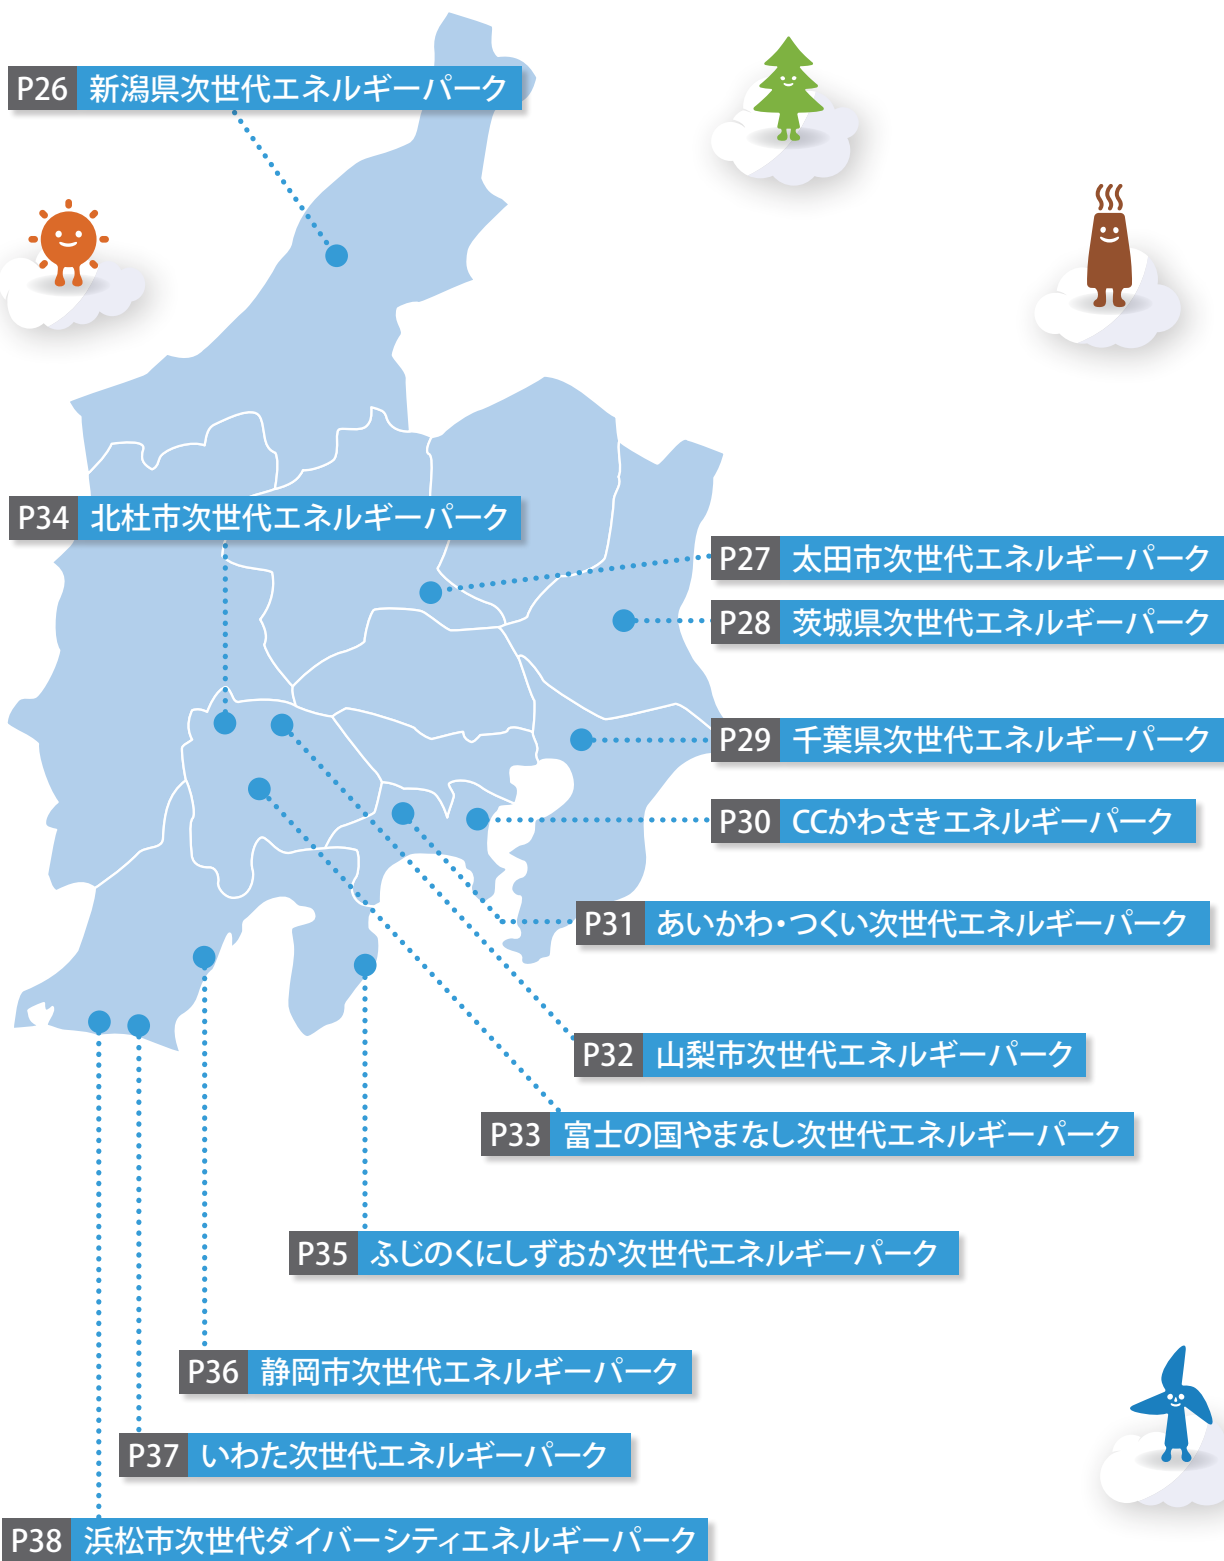 P26 新潟県次世代エネルギーパーク
P34 北杜市次世代エネルギーパーク
P27 太田市次世代エネルギーパーク
P28 茨城県次世代エネルギーパーク
P29 千葉県次世代エネルギーパーク
P30 CCかわさきエネルギーパーク
P31 あいかわ・つくい次世代エネルギーパーク
P32 山梨市次世代エネルギーパーク
P33 富士の国やまなし次世代エネルギーパーク
P35 ふじのくにしずおか次世代エネルギーパーク
P36 静岡市次世代エネルギーパーク
P37 いわた次世代エネルギーパーク
P38 浜松市次世代ダイバーシティエネルギーパーク